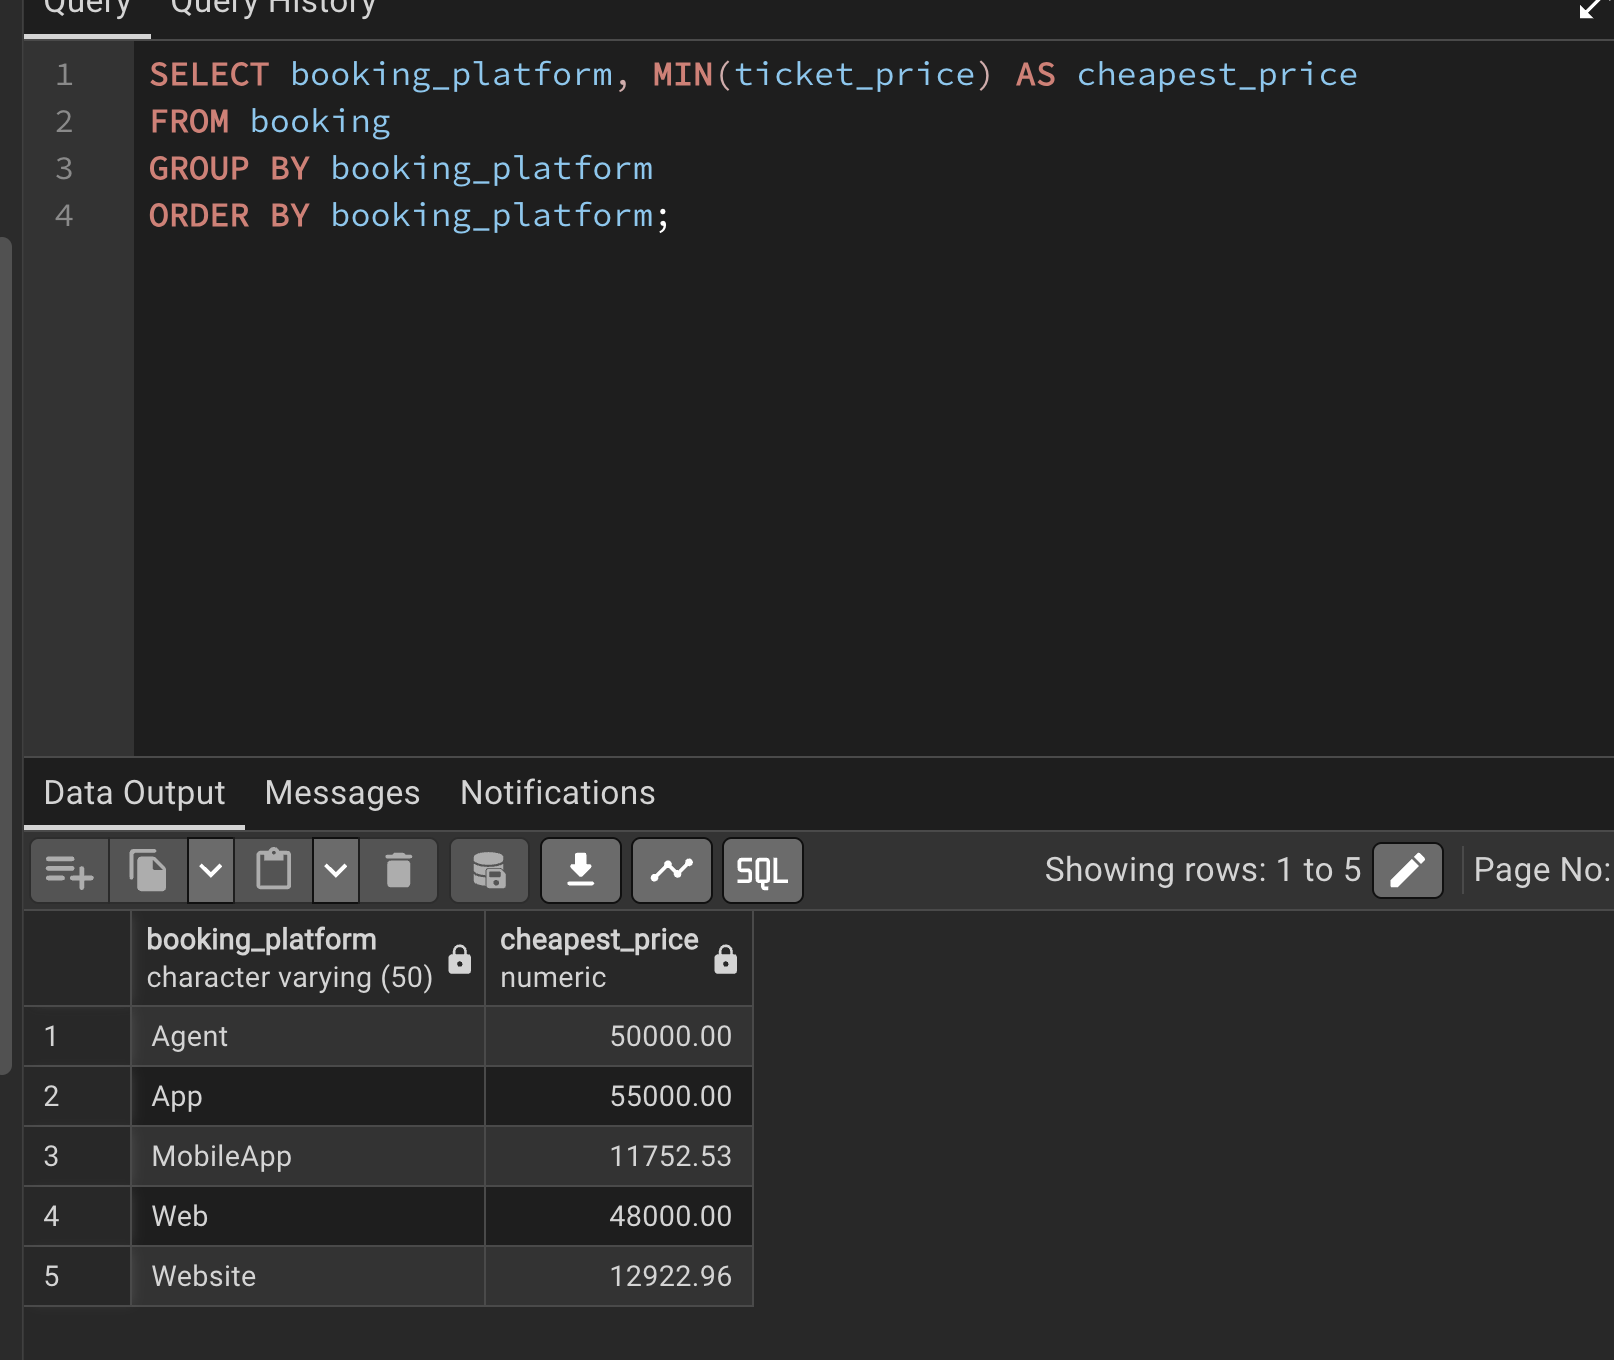 Query Query History
1 SELECT booking_platform, MIN(ticket_price) AS cheapest_price
2 FROM booking
3 GROUP BY booking_platform
4 ORDER BY booking_platform;
Data Output Messages Notifications
SQL Showing rows: 1 to 5 Page No:
booking_platform cheapest_price
character varying (50) numeric
1 Agent 50000.00
2 App 55000.00
3 MobileApp 11752.53
4 Web 48000.00
5 Website 12922.96